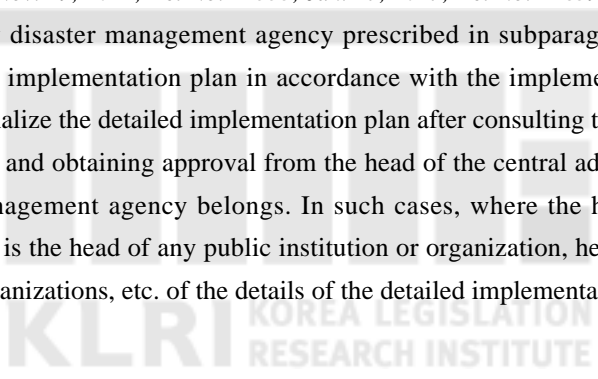 disaster management agency prescribed in subparag
implementation plan in accordance with the impleme
alize the detailed implementation plan after consulting t
and obtaining approval from the head of the central ad
nagement agency belongs. In such cases, where the h
is the head of any public institution or organization, he
anizations, etc. of the details of the detailed implementa
KLRI KOREA LEGISLATION
RESEARCH INSTITUTE